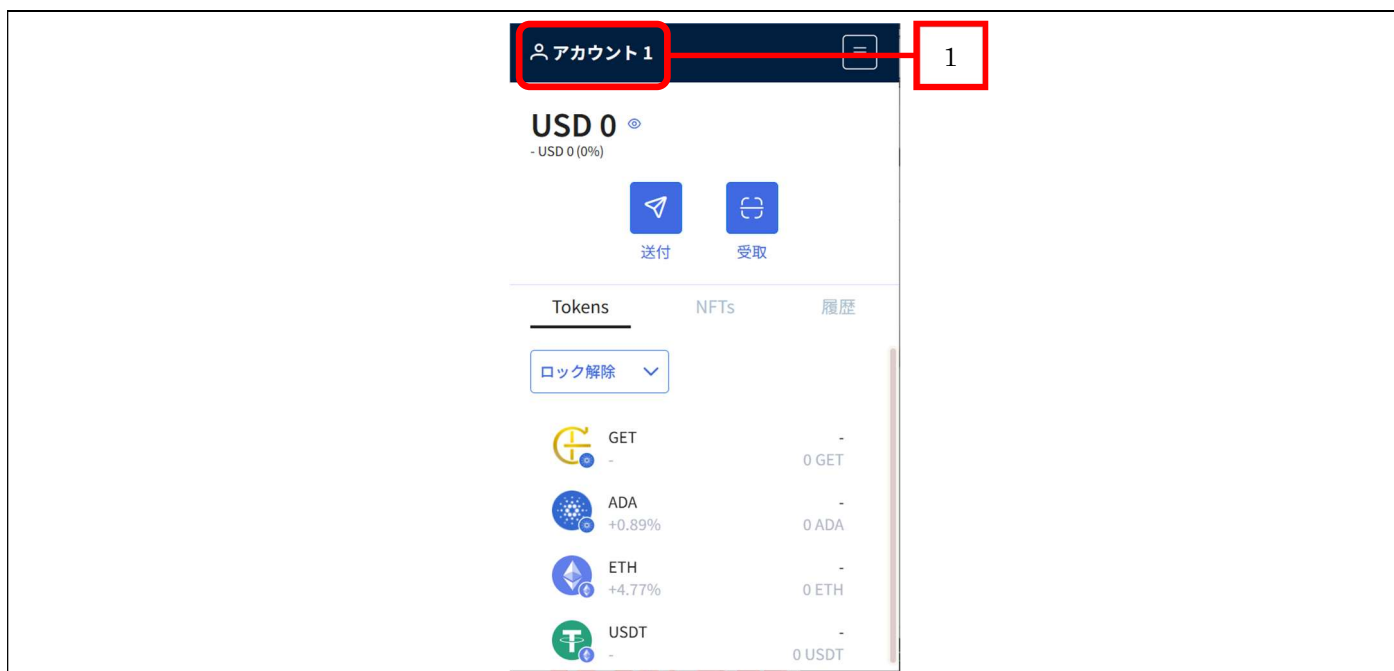 アカウント 1
1
USD 0
- USD 0 (0%)
送付 受取
Tokens NFTs 履歴
ロック解除
GET -
- 0 GET
ADA -
+0.89% 0 ADA
ETH -
+4.77% 0 ETH
USDT -
- 0 USDT